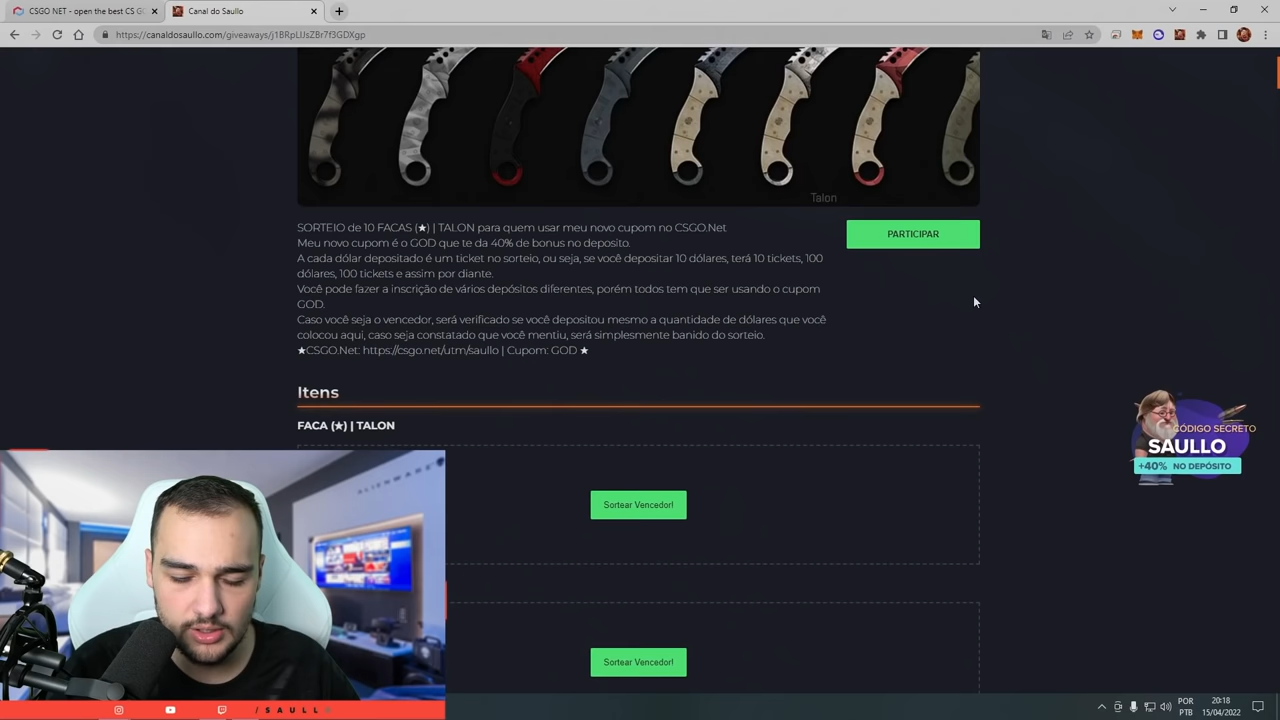 CSGO NET - open the best CS GO
Canal do Saullo
https://canaldosaullo.com/giveaways/j1BRpLlJsZBr7f3GDXgp
Talon
SORTEIO de 10 FACAS (★) | TALON para quem usar meu novo cupom no CSGO.Net
Meu novo cupom é o GOD que te da 40% de bonus no deposito.
A cada dólar depositado é um ticket no sorteio, ou seja, se você depositar 10 dólares, terá 10 tickets, 100
dólares, 100 tickets e assim por diante.
Você pode fazer a inscrição de vários depósitos diferentes, porém todos tem que ser usando o cupom
GOD.
Caso você seja o vencedor, será verificado se você depositou mesmo a quantidade de dólares que você
colocou aqui, caso seja constatado que você mentiu, será simplesmente banido do sorteio.
★CSGO.Net: https://csgo.net/utm/saullo | Cupom: GOD ★
PARTICIPAR
Itens
FACA (★) | TALON
Sortear Vencedor!
Sortear Vencedor!
CÓDIGO SECRETO
SAULLO
+40% NO DEPÓSITO
ALIENWARE
/ S A U L L
POR
PTB
20:18
15/04/2022